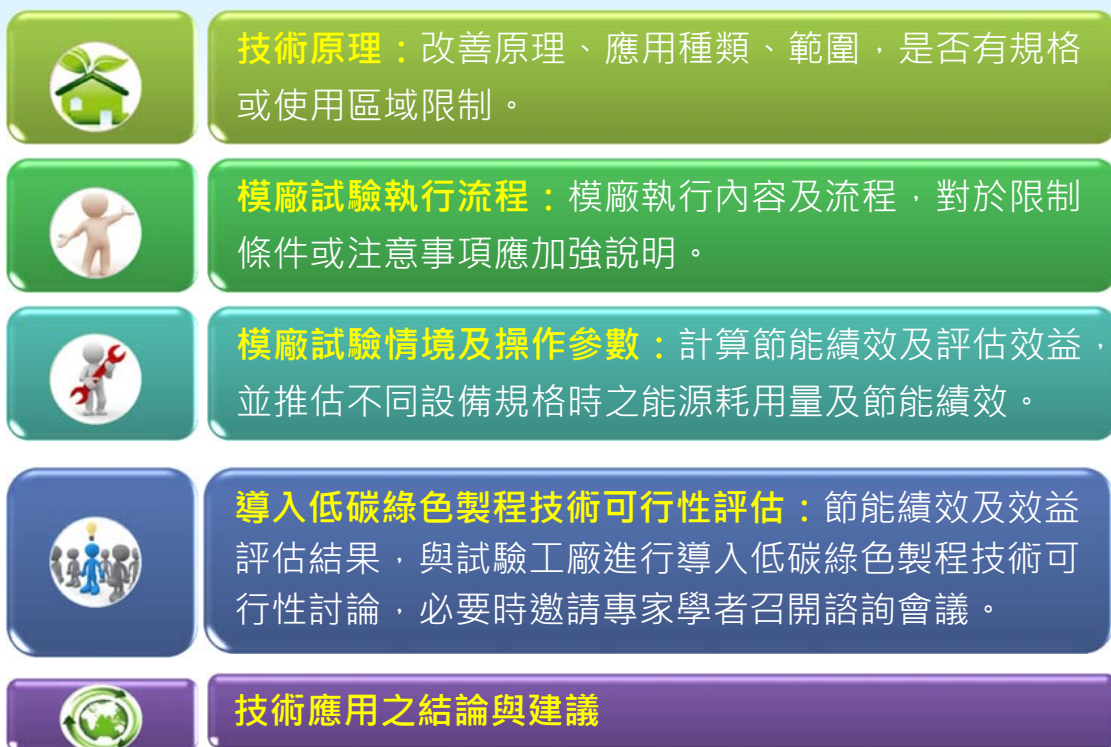 技術原理：改善原理、應用種類、範圍，是否有規格
或使用區域限制。
模廠試驗執行流程：模廠執行內容及流程，對於限制
條件或注意事項應加強說明。
模廠試驗情境及操作參數：計算節能績效及評估效益，
並推估不同設備規格時之能源耗用量及節能績效。
導入低碳綠色製程技術可行性評估：節能績效及效益
評估結果，與試驗工廠進行導入低碳綠色製程技術可
行性討論，必要時邀請專家學者召開諮詢會議。
技術應用之結論與建議